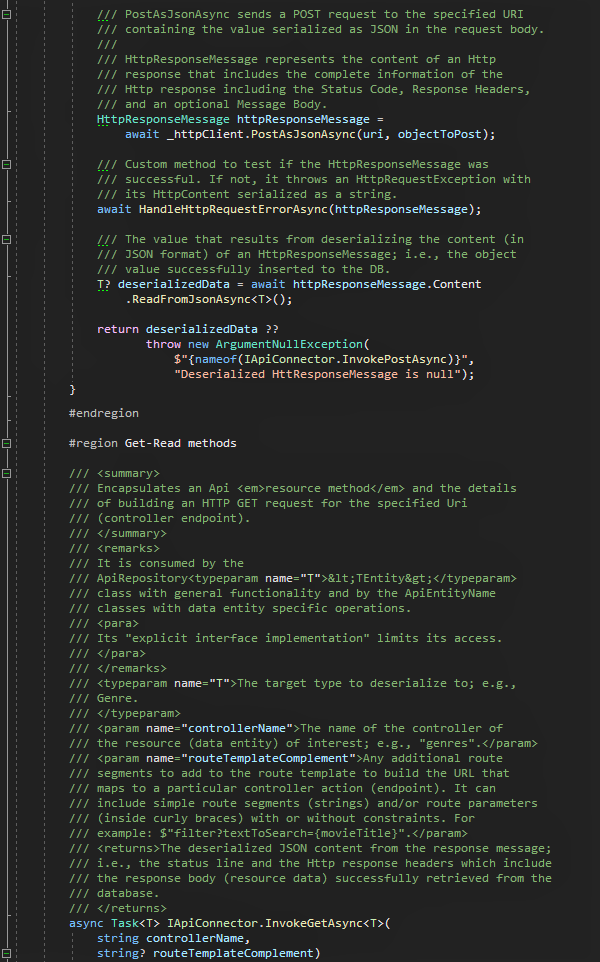 /// PostAsJsonAsync sends a POST request to the specified URI
/// containing the value serialized as JSON in the request body.
///
/// HttpResponseMessage represents the content of an Http
/// response that includes the complete information of the
/// Http response including the Status Code, Response Headers,
/// and an optional Message Body.
HttpResponseMessage httpResponseMessage =
    await _httpClient.PostAsJsonAsync(uri, objectToPost);

/// Custom method to test if the HttpResponseMessage was
/// successful. If not, it throws an HttpRequestException with
/// its HttpContent serialized as a string.
await HandleHttpRequestErrorAsync(httpResponseMessage);

/// The value that results from deserializing the content (in
/// JSON format) of an HttpResponseMessage; i.e., the object
/// value successfully inserted to the DB.
T? deserializedData = await httpResponseMessage.Content
    .ReadFromJsonAsync<T>();

return deserializedData ??
       throw new ArgumentNullException(
           $"{nameof(IApiConnector.InvokePostAsync)}",
           "Deserialized HttResponseMessage is null");
}
#endregion

#region Get-Read methods

/// <summary>
/// Encapsulates an Api <em>resource method</em> and the details
/// of building an HTTP GET request for the specified Uri
/// (controller endpoint).
/// </summary>
/// <remarks>
/// It is consumed by the
/// ApiRepository<typeparam name="T">&lt;TEntity&gt;</typeparam>
/// class with general functionality and by the ApiEntityName
/// classes with data entity specific operations.
/// <para>
/// Its "explicit interface implementation" limits its access.
/// </para>
/// </remarks>
/// <typeparam name="T">The target type to deserialize to; e.g.,
/// Genre.
/// </typeparam>
/// <param name="controllerName">The name of the controller of
/// the resource (data entity) of interest; e.g., "genres".</param>
/// <param name="routeTemplateComplement">Any additional route
/// segments to add to the route template to build the URL that
/// maps to a particular controller action (endpoint). It can
/// include simple route segments (strings) and/or route parameters
/// (inside curly braces) with or without constraints. For
/// example: $"filter?textToSearch={movieTitle}".</param>
/// <returns>The deserialized JSON content from the response message;
/// i.e., the status line and the Http response headers which include
/// the response body (resource data) successfully retrieved from the
/// database.
/// </returns>
async Task<T> IApiConnector.InvokeGetAsync<T>(
    string controllerName,
    string? routeTemplateComplement)